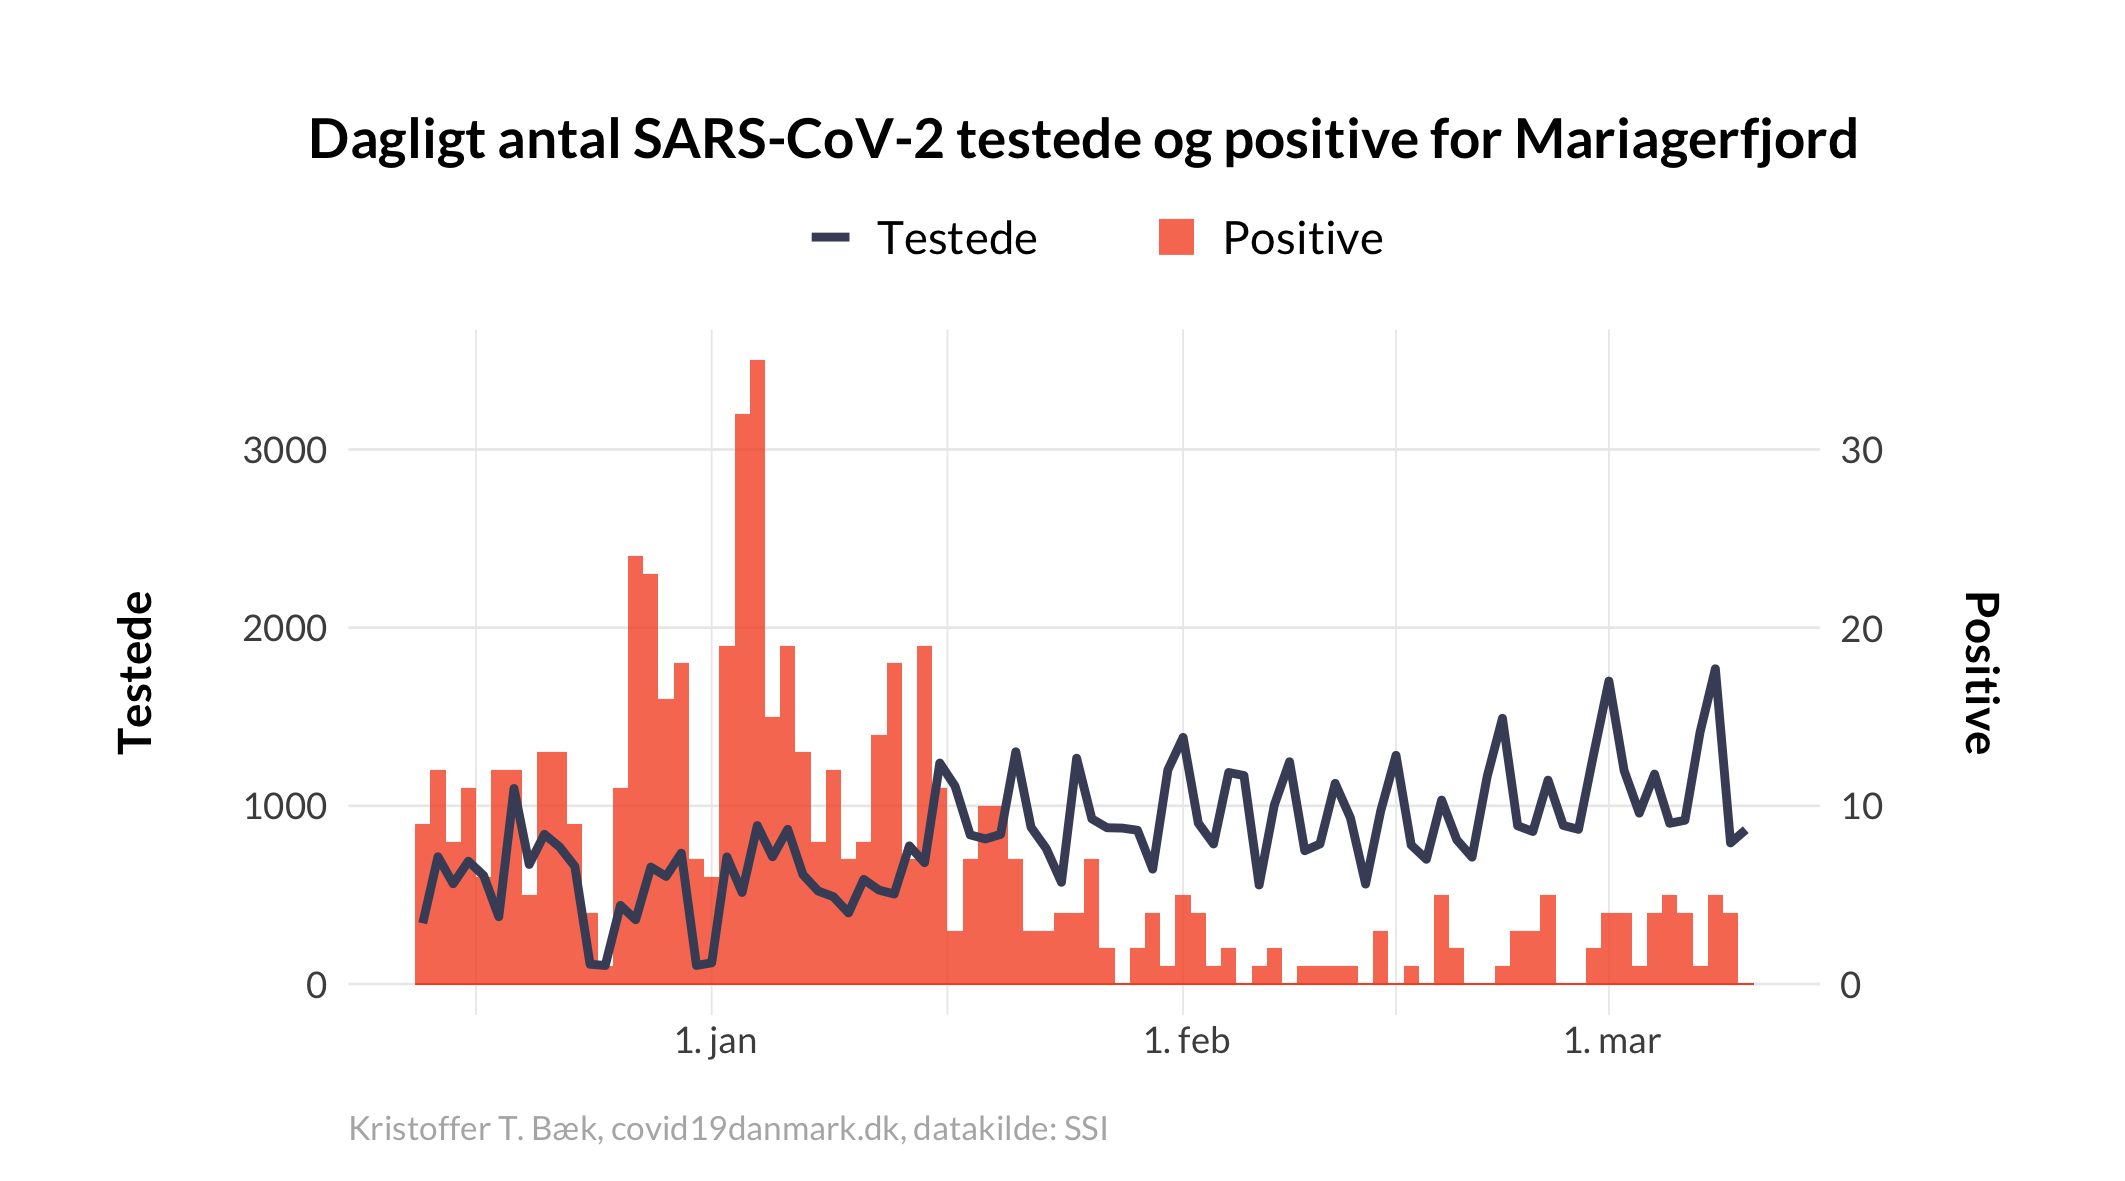 Dagligt antal SARS-CoV-2 testede og positive for Mariagerfjord
Testede
Positive
3000
2000
1000
0
30
20
10
0
Testede
Positive
1. jan
1. feb
1. mar
Kristoffer T. Bæk, covid19danmark.dk, datakilde: SSI